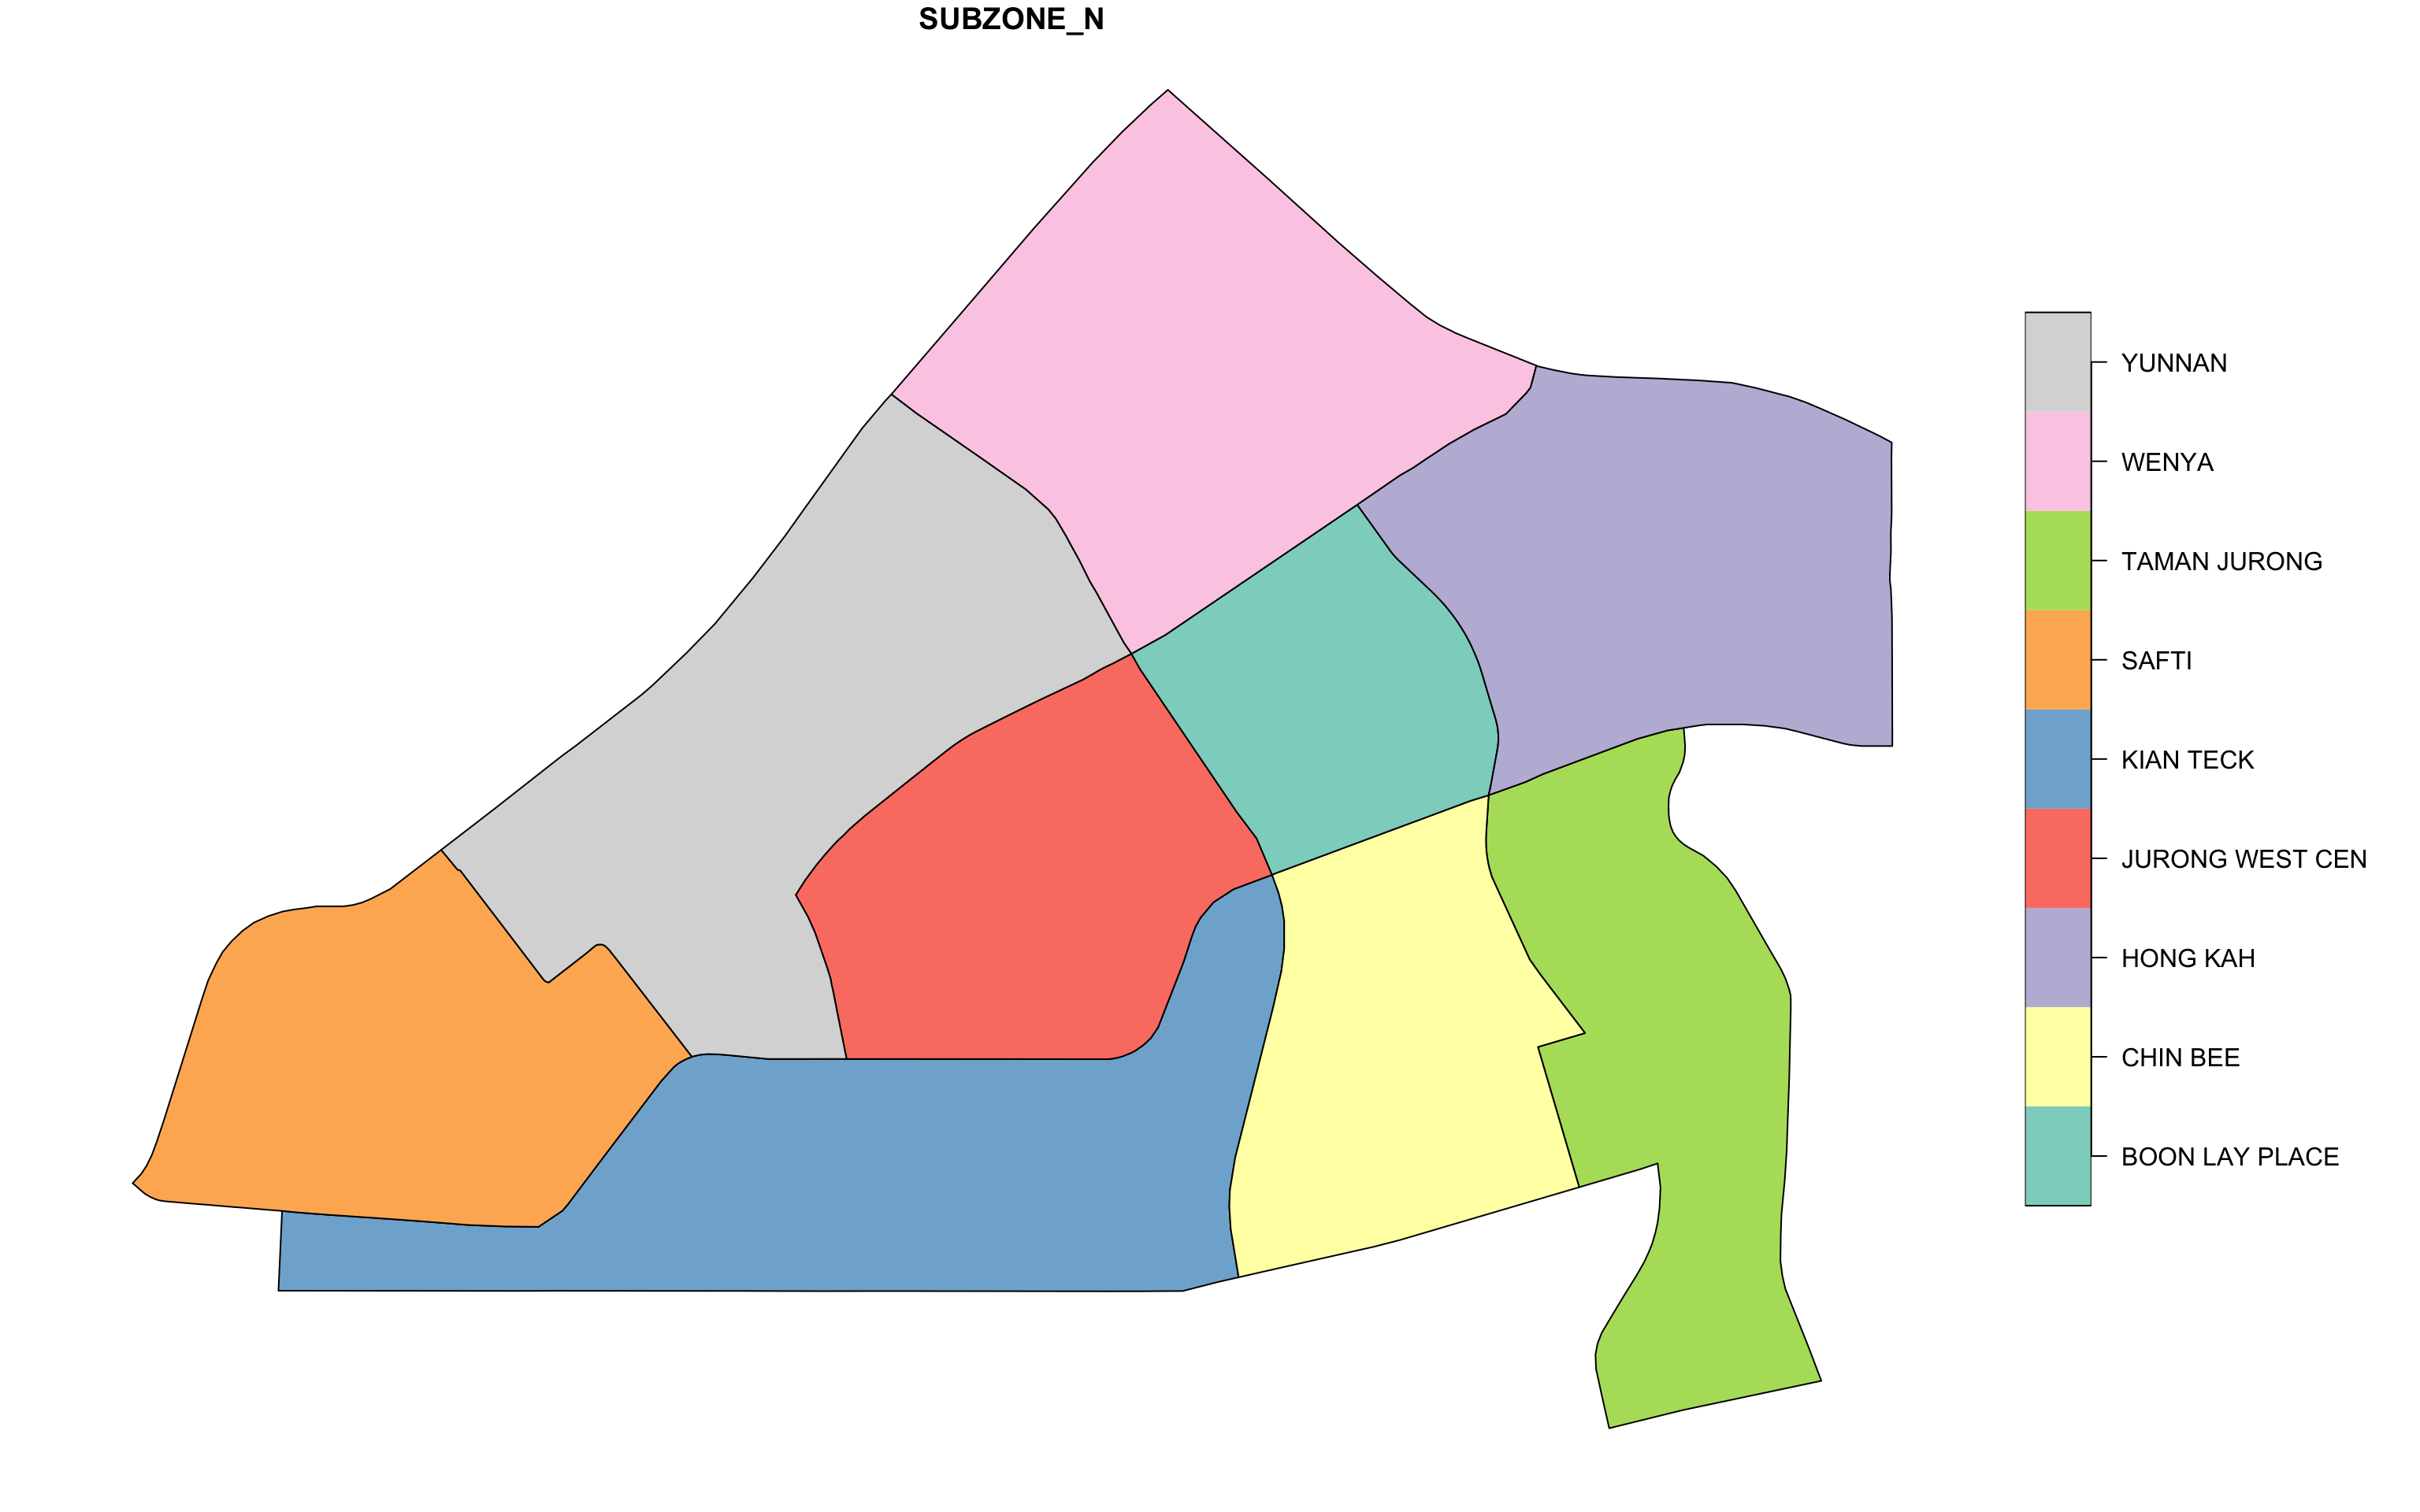 SUBZONE_N
YUNNAN
WENYA
TAMAN JURONG
SAFTI
KIAN TECK
JURONG WEST CEN
HONG KAH
CHIN BEE
BOON LAY PLACE